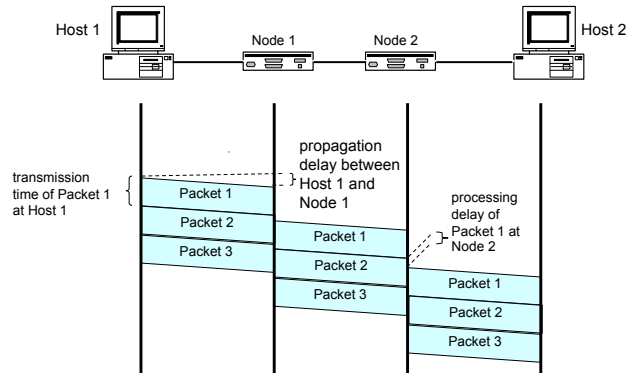 Host 1
Node 1
Node 2
Host 2
propagation
delay between
Host 1 and
Node 1
transmission
time of Packet 1
at Host 1
processing
delay of
Packet 1 at
Node 2
Packet 1
Packet 2
Packet 3
Packet 1
Packet 2
Packet 3
Packet 1
Packet 2
Packet 3